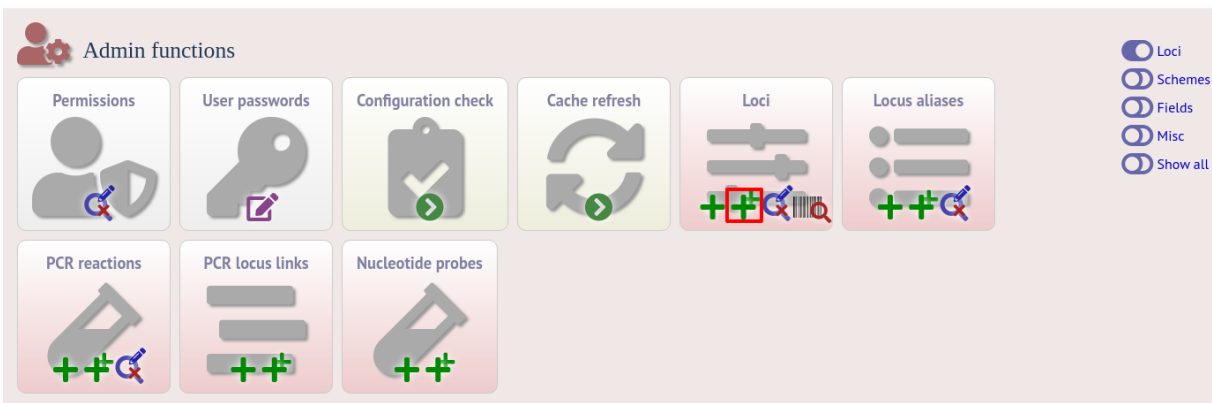 Admin functions
Loci
Schemes
Fields
Misc
Show all
Permissions
User passwords
Configuration check
Cache refresh
Loci
Locus aliases
PCR reactions
PCR locus links
Nucleotide probes